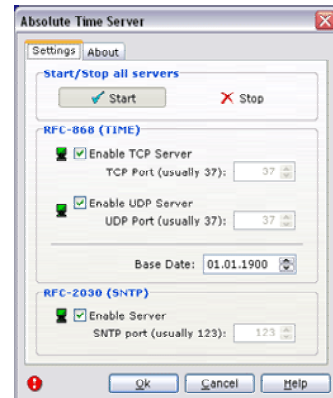 Absolute Time Server
Settings About
Start/Stop all servers
Start Stop
RFC-868 (TIME)
Enable TCP Server
TCP Port (usually 37): 37
Enable UDP Server
UDP Port (usually 37): 37
Base Date: 01.01.1900
RFC-2030 (SNTP)
Enable Server
SNTP port (usually 123): 123
Ok Cancel Help